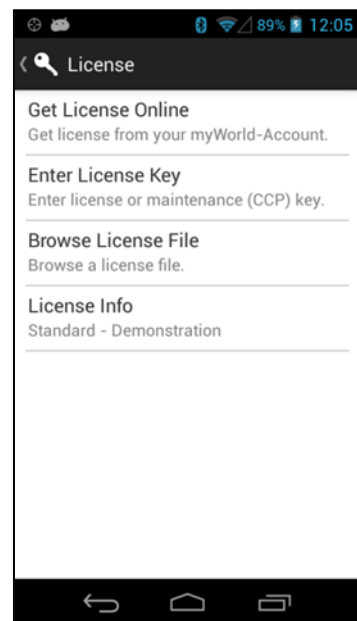 89% 12:05
License
Get License Online
Get license from your myWorld-Account.
Enter License Key
Enter license or maintenance (CCP) key.
Browse License File
Browse a license file.
License Info
Standard - Demonstration